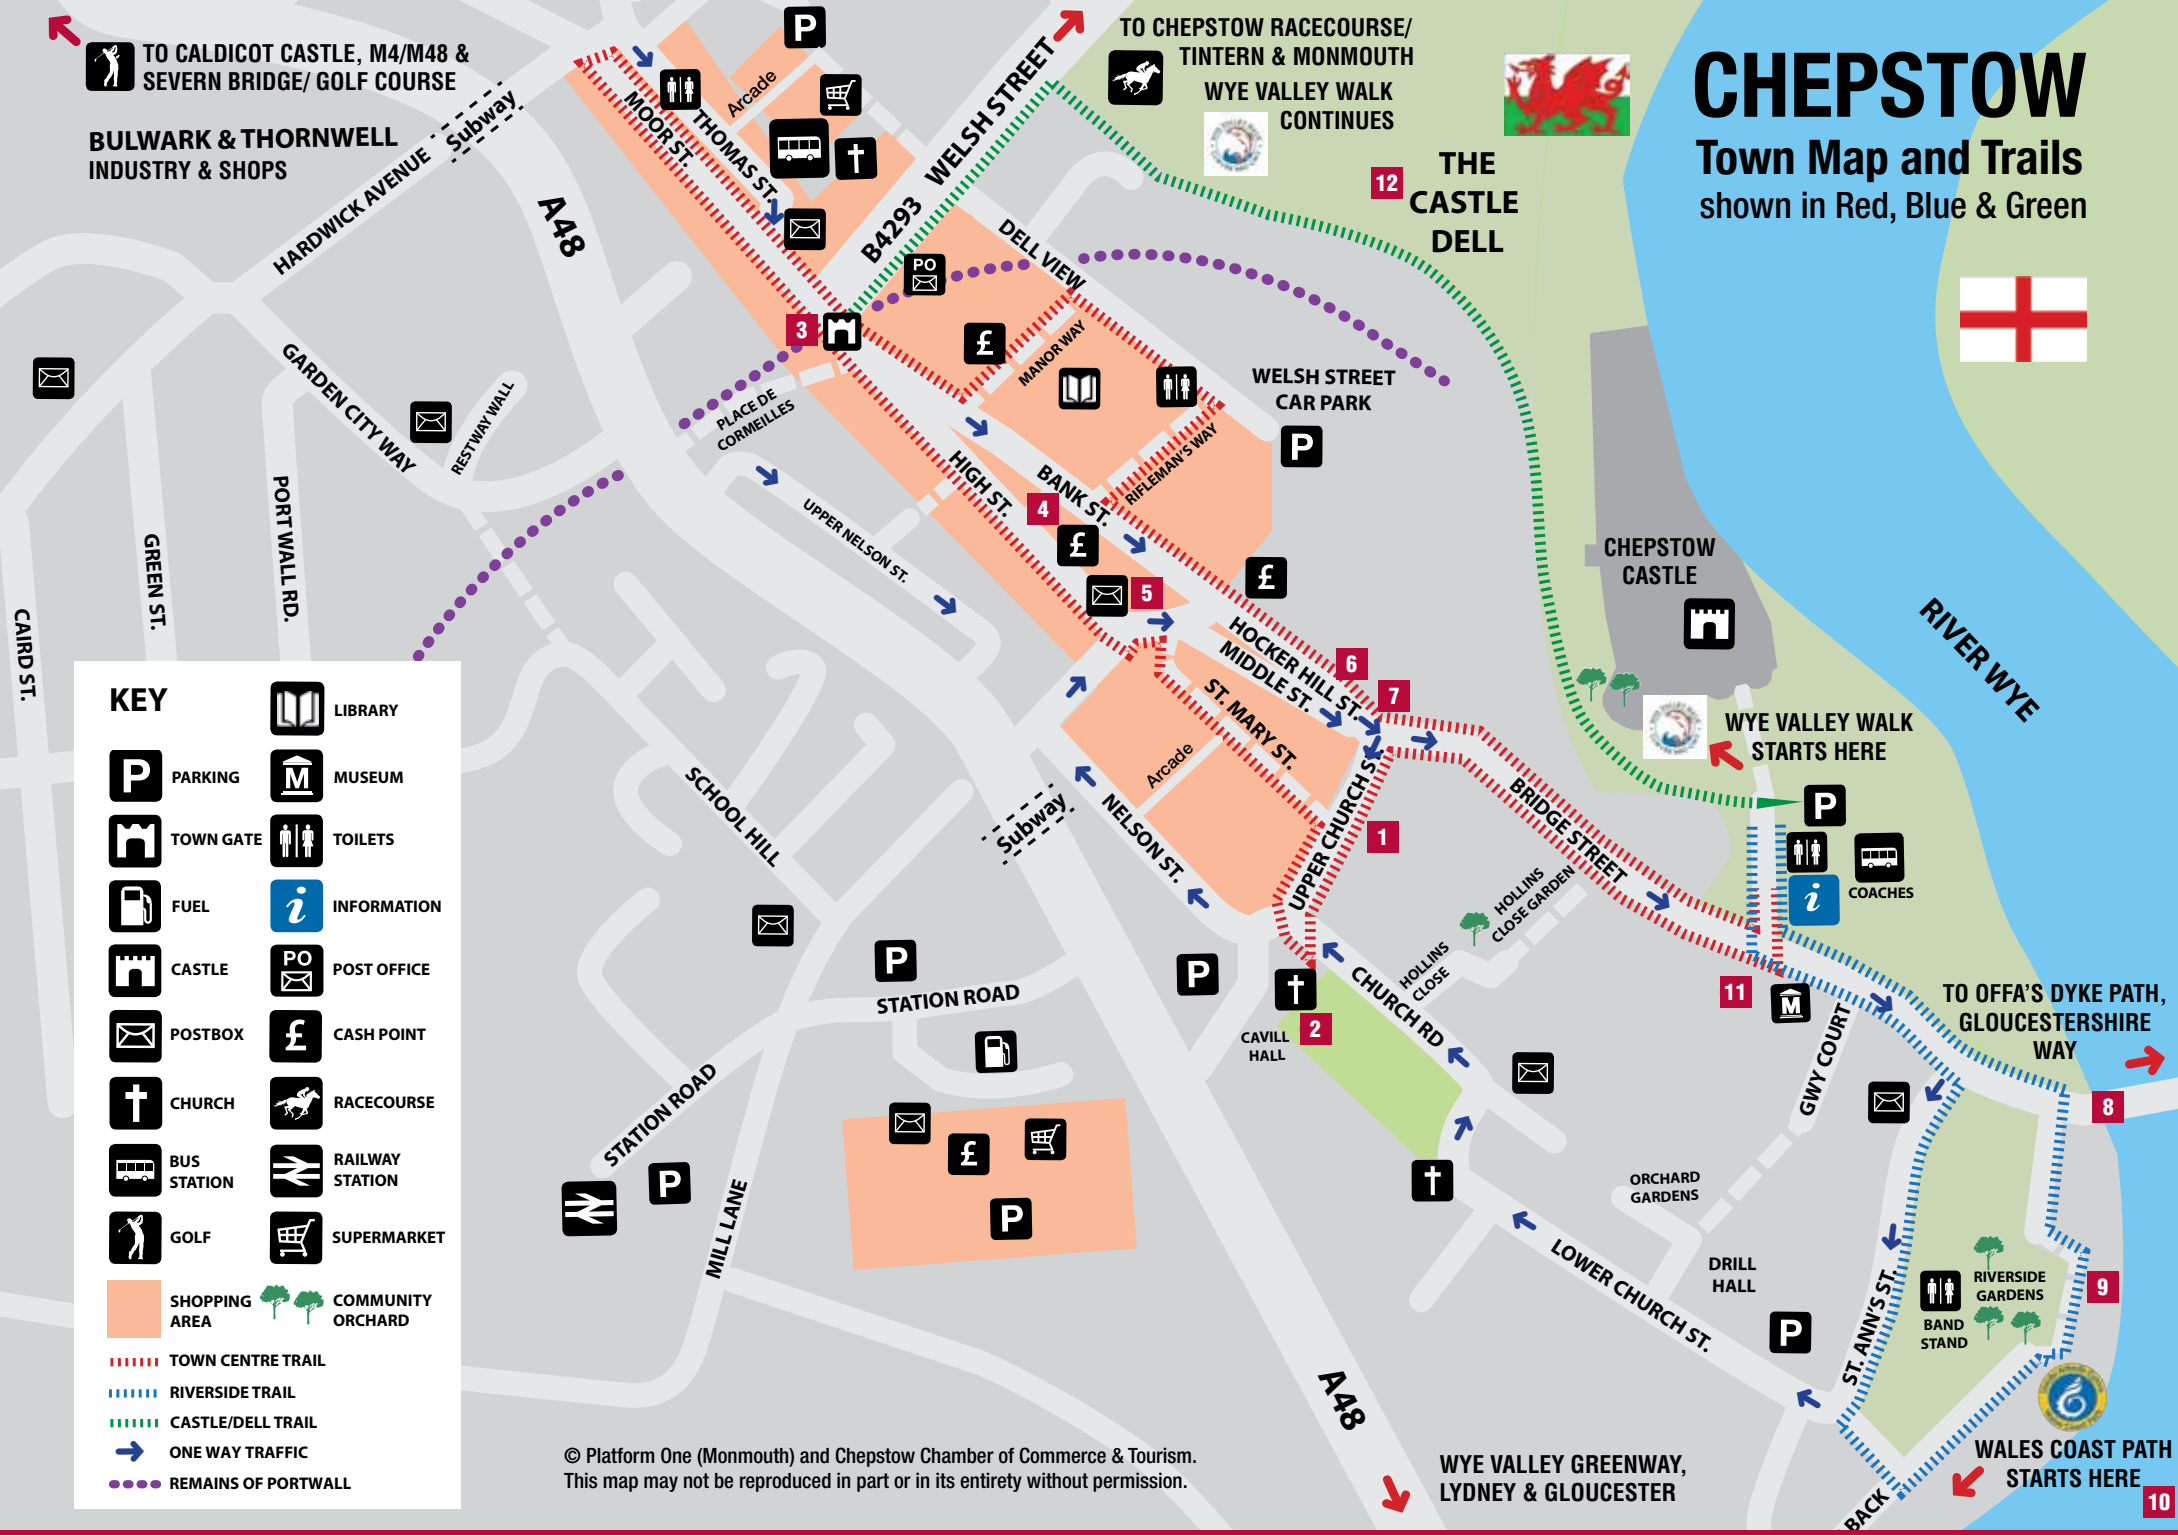 TO CALDICOT CASTLE, M4/M48 &
SEVERN BRIDGE/ GOLF COURSE
BULWARK & THORNWELL
INDUSTRY & SHOPS
HARDWICK AVENUE
Subway
A48
MOOR ST.
THOMAS ST.
Arcade
P
B4293
WELSH STREET
TO CHEPSTOW RACECOURSE/
TINTERN & MONMOUTH
WYE VALLEY WALK
CONTINUES
12
THE
CASTLE
DELL
CHEPSTOW
Town Map and Trails
shown in Red, Blue & Green
DELL VIEW
PO
3
£
MANOR WAY
PLACE DE
CORMEILLES
GARDEN CITY WAY
RESTWAY WALL
WELSH STREET
CAR PARK
P
RIFLEMAN'S WAY
BANK ST.
HIGH ST.
4
£
5
£
UPPER NELSON ST.
PORT WALL RD.
GREEN ST.
CAIRD ST.
CHEPSTOW
CASTLE
RIVER WYE
HOCKER HILL ST.
MIDDLE ST.
6
7
ST. MARY ST.
Arcade
WYE VALLEY WALK
STARTS HERE
P
COACHES
i
BRIDGE STREET
UPPER CHURCH S
1
NELSON ST.
Subway
SCHOOL HILL
HOLLINS
CLOSE GARDEN
HOLLINS
CLOSE
CHURCH RD
P
P
STATION ROAD
CAVILL
HALL
2
11
M
GWY COURT
TO OFFA'S DYKE PATH,
GLOUCESTERSHIRE
WAY
8
STATION ROAD
P
MILL LANE
£
P
ORCHARD
GARDENS
DRILL
HALL
P
LOWER CHURCH ST.
ST. ANN'S ST.
RIVERSIDE
GARDENS
BAND
STAND
9
A48
WYE VALLEY GREENWAY,
LYDNEY & GLOUCESTER
WALES COAST PATH
STARTS HERE
10
BACK
KEY
LIBRARY
P
PARKING
M
MUSEUM
TOWN GATE
TOILETS
FUEL
i
INFORMATION
CASTLE
PO
POST OFFICE
POSTBOX
£
CASH POINT
CHURCH
RACECOURSE
BUS
STATION
RAILWAY
STATION
GOLF
SUPERMARKET
SHOPPING
AREA
COMMUNITY
ORCHARD
TOWN CENTRE TRAIL
RIVERSIDE TRAIL
CASTLE/DELL TRAIL
ONE WAY TRAFFIC
REMAINS OF PORTWALL
© Platform One (Monmouth) and Chepstow Chamber of Commerce & Tourism.
This map may not be reproduced in part or in its entirety without permission.